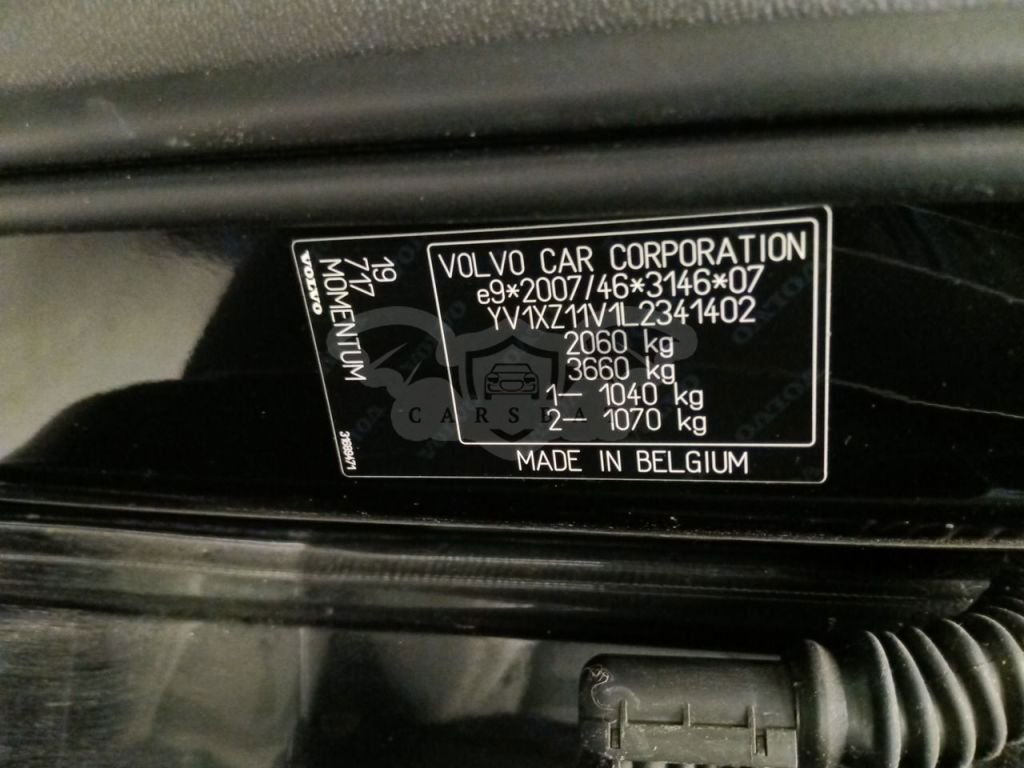 VOLVO CAR CORPORATION
e9*2007/46*3146*07
YV1XZ11V1L2341402
2060 kg
3660 kg
1– 1040 kg
2– 1070 kg
MADE IN BELGIUM
19
717
MOMENTUM
VOLVO
31699471